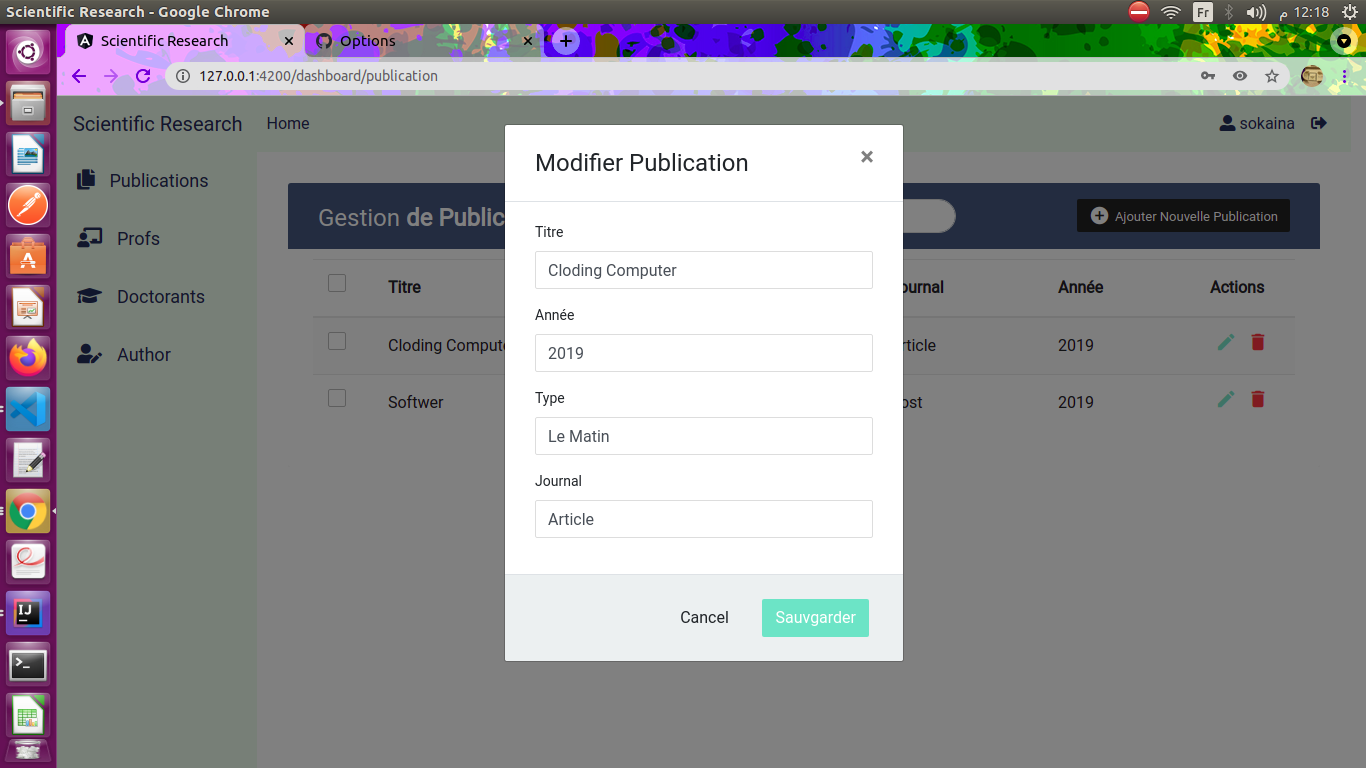 Scientific Research - Google Chrome
Fr
12:18 م
Scientific Research
Options
127.0.0.1:4200/dashboard/publication
Scientific Research
Home
sokaina
Publications
Profs
Doctorants
Author
Gestion de Public
Ajouter Nouvelle Publication
Titre
ournal
Année
Actions
Cloding Compute
rticle
2019
Softwer
ost
2019
Modifier Publication
×
Titre
Cloding Computer
Année
2019
Type
Le Matin
Journal
Article
Cancel
Sauvgarder
IJ
>_